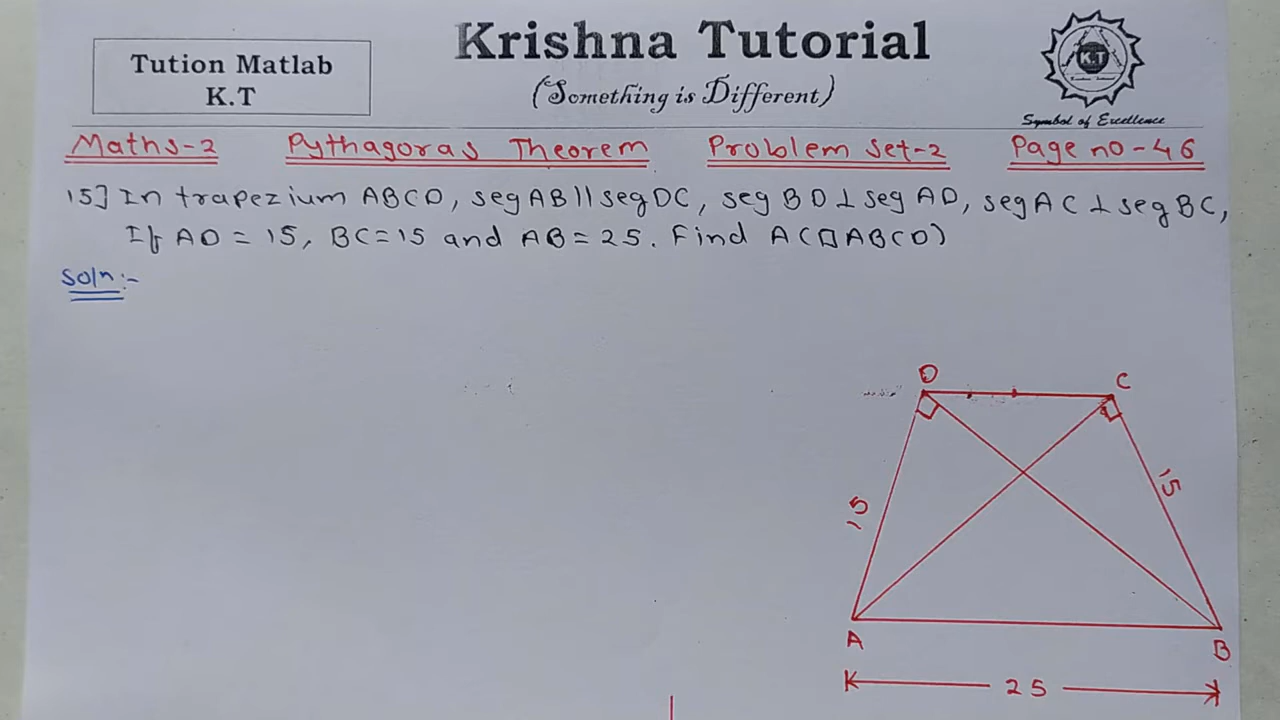 Tution Matlab
K.T
Krishna Tutorial
(Something is Different)
K.T
Symbol of Excellence
Maths-2 Pythagoras Theorem Problem set-2 Page no-46
15] In trapezium ABCD, seg AB || seg DC, seg BD ⊥ seg AD, seg AC ⊥ seg BC,
If AD = 15, BC = 15 and AB = 25. Find A(□ABCD)
Soln:-
D C
15 15
A B
25